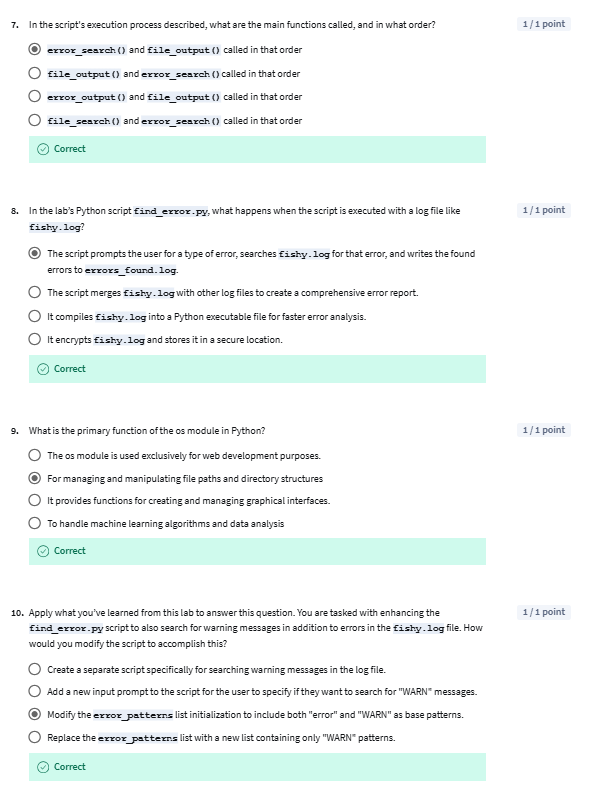 7. In the script's execution process described, what are the main functions called, and in what order?
1 / 1 point
error_search() and file_output() called in that order
file_output() and error_search() called in that order
error_output() and file_output() called in that order
file_search() and error_search() called in that order
Correct
8. In the lab's Python script find_error.py, what happens when the script is executed with a log file like
fishy.log?
1 / 1 point
The script prompts the user for a type of error, searches fishy.log for that error, and writes the found
errors to errors_found.log.
The script merges fishy.log with other log files to create a comprehensive error report.
It compiles fishy.log into a Python executable file for faster error analysis.
It encrypts fishy.log and stores it in a secure location.
Correct
9. What is the primary function of the os module in Python?
1 / 1 point
The os module is used exclusively for web development purposes.
For managing and manipulating file paths and directory structures
It provides functions for creating and managing graphical interfaces.
To handle machine learning algorithms and data analysis
Correct
10. Apply what you've learned from this lab to answer this question. You are tasked with enhancing the
find_error.py script to also search for warning messages in addition to errors in the fishy.log file. How
would you modify the script to accomplish this?
1 / 1 point
Create a separate script specifically for searching warning messages in the log file.
Add a new input prompt to the script for the user to specify if they want to search for "WARN" messages.
Modify the error_patterns list initialization to include both "error" and "WARN" as base patterns.
Replace the error_patterns list with a new list containing only "WARN" patterns.
Correct